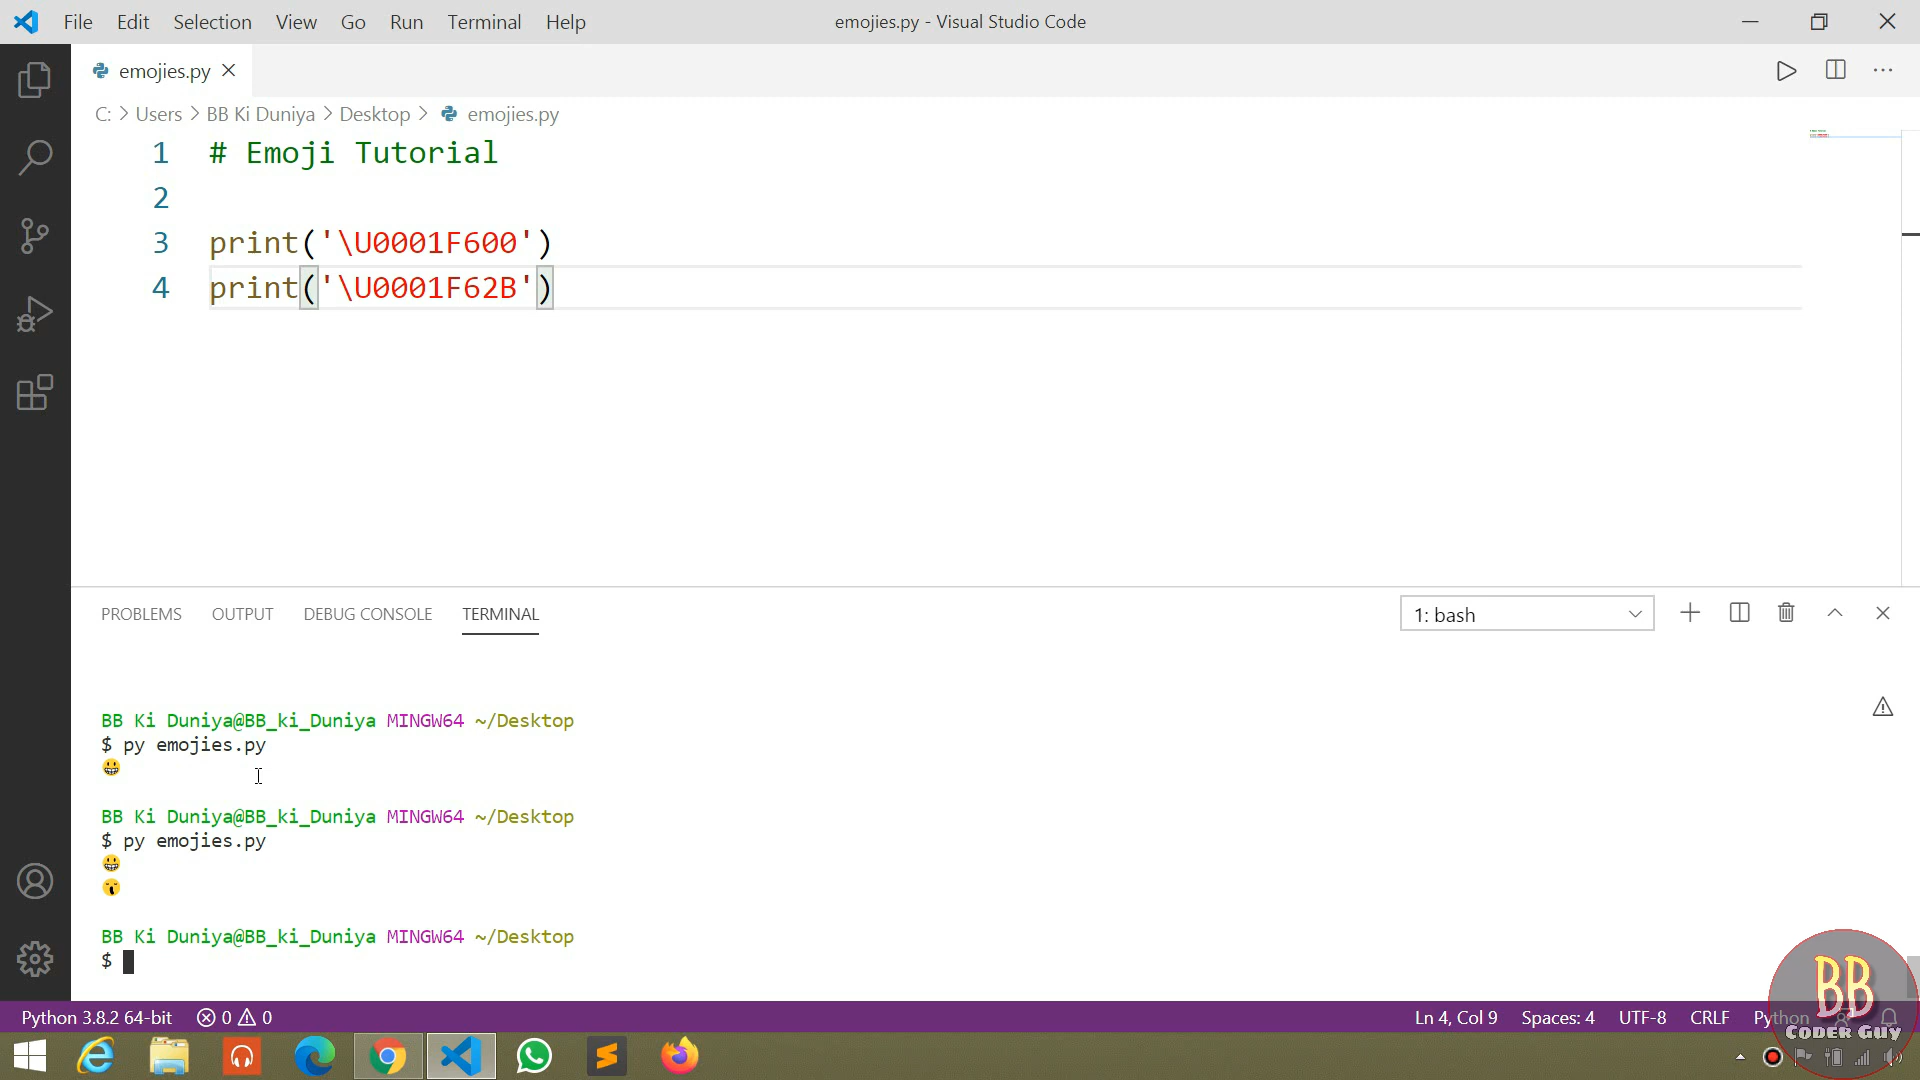 File Edit Selection View Go Run Terminal Help
emojies.py - Visual Studio Code
emojies.py
C: > Users > BB Ki Duniya > Desktop > emojies.py
1 # Emoji Tutorial
2
3 print('\U0001F600')
4 print('\U0001F62B')
PROBLEMS OUTPUT DEBUG CONSOLE TERMINAL
1: bash
BB Ki Duniya@BB_ki_Duniya MINGW64 ~/Desktop
$ py emojies.py
😀
BB Ki Duniya@BB_ki_Duniya MINGW64 ~/Desktop
$ py emojies.py
😀
😫
BB Ki Duniya@BB_ki_Duniya MINGW64 ~/Desktop
$
Python 3.8.2 64-bit 0 0
Ln 4, Col 9 Spaces: 4 UTF-8 CRLF Python
BB
CODER GUY